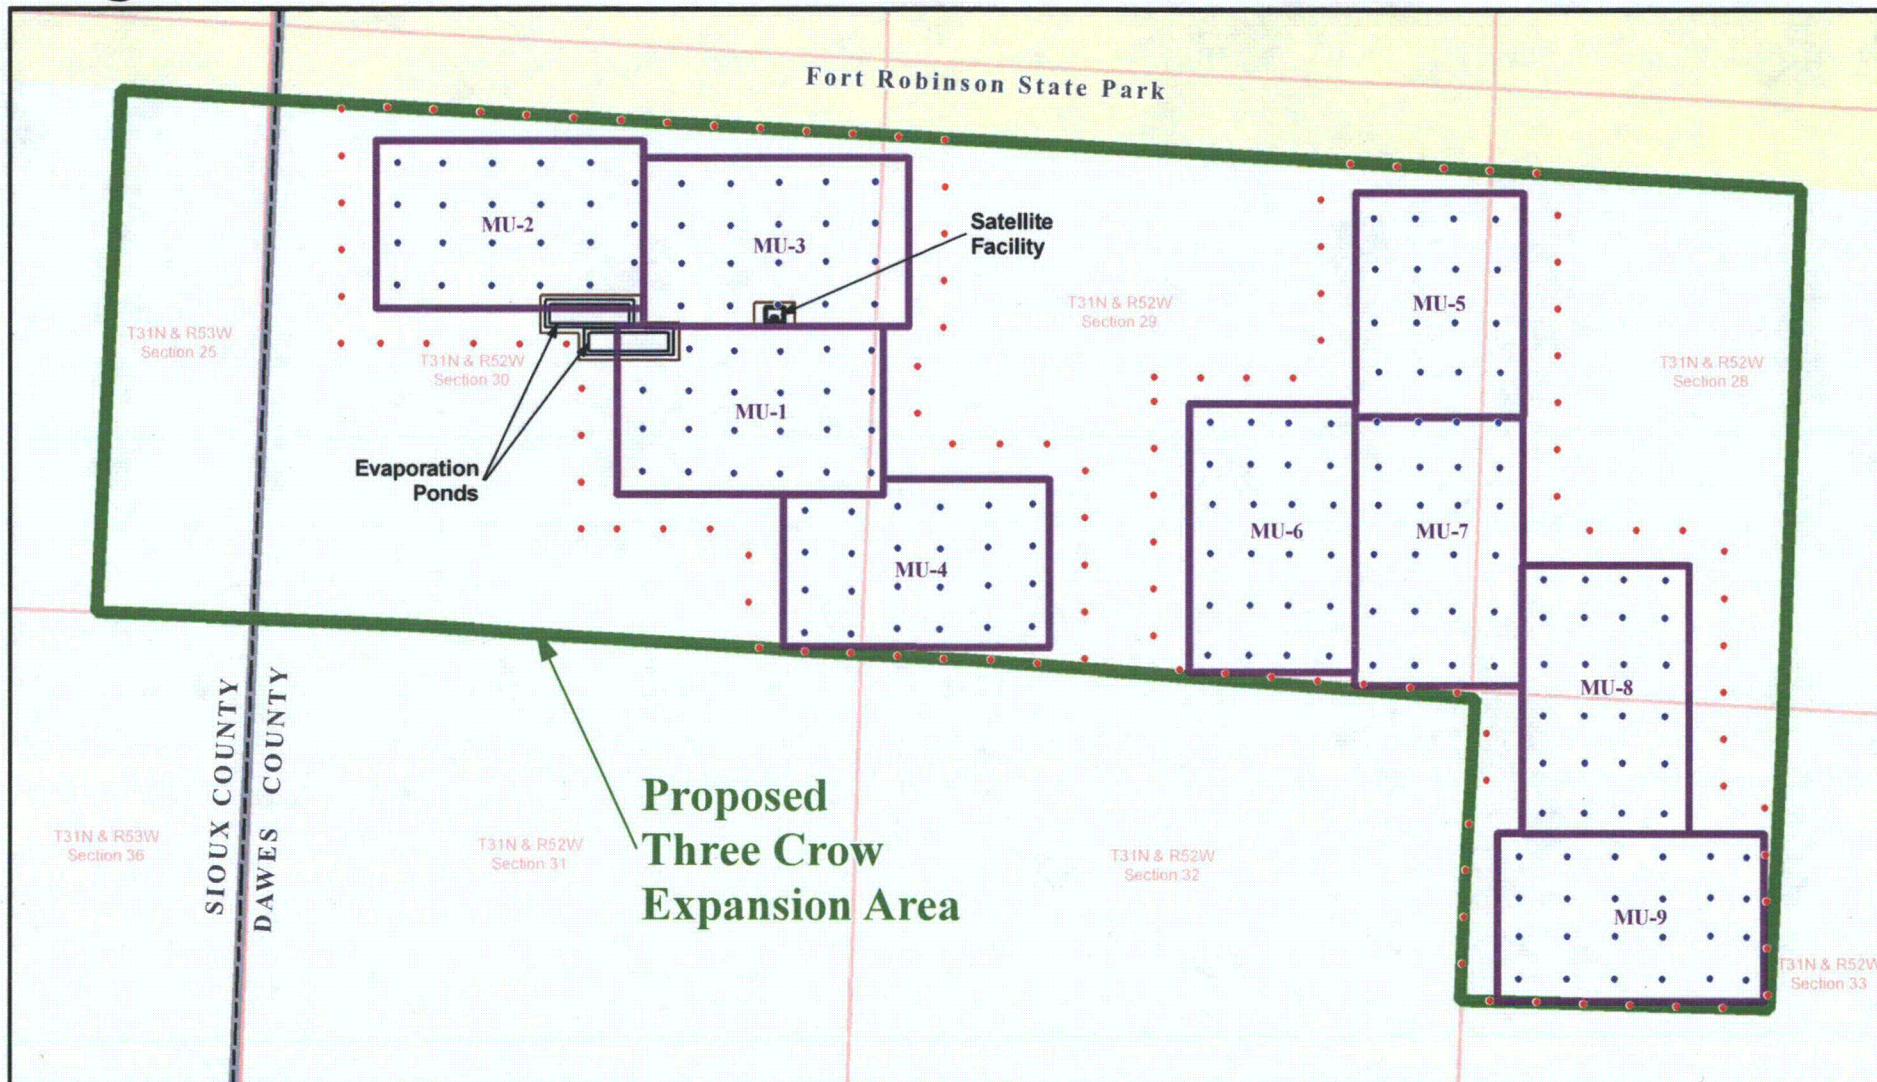 Fort Robinson State Park
MU-2
MU-3
Satellite
Facility
MU-5
T31N & R53W
Section 25
T31N & R52W
Section 30
T31N & R52W
Section 29
T31N & R52W
Section 28
MU-1
Evaporation
Ponds
MU-4
MU-6
MU-7
MU-8
SIOUX COUNTY
DAWES COUNTY
Proposed
Three Crow
Expansion Area
T31N & R53W
Section 36
T31N & R52W
Section 31
T31N & R52W
Section 32
MU-9
T31N & R52W
Section 33